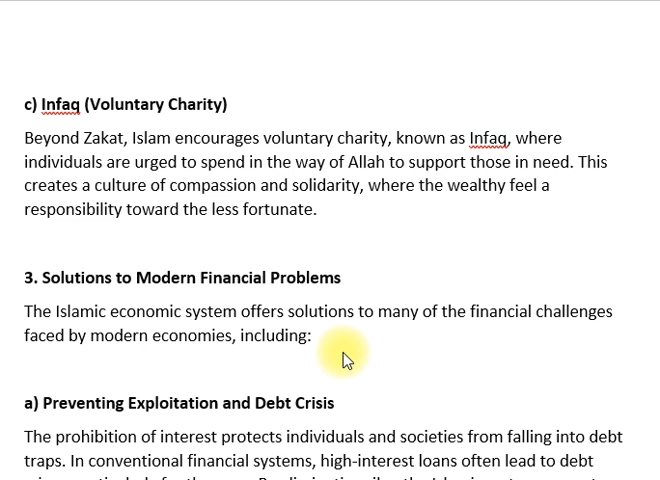 c) Infaq (Voluntary Charity)
Beyond Zakat, Islam encourages voluntary charity, known as Infaq, where
individuals are urged to spend in the way of Allah to support those in need. This
creates a culture of compassion and solidarity, where the wealthy feel a
responsibility toward the less fortunate.
3. Solutions to Modern Financial Problems
The Islamic economic system offers solutions to many of the financial challenges
faced by modern economies, including:
a) Preventing Exploitation and Debt Crisis
The prohibition of interest protects individuals and societies from falling into debt
traps. In conventional financial systems, high-interest loans often lead to debt